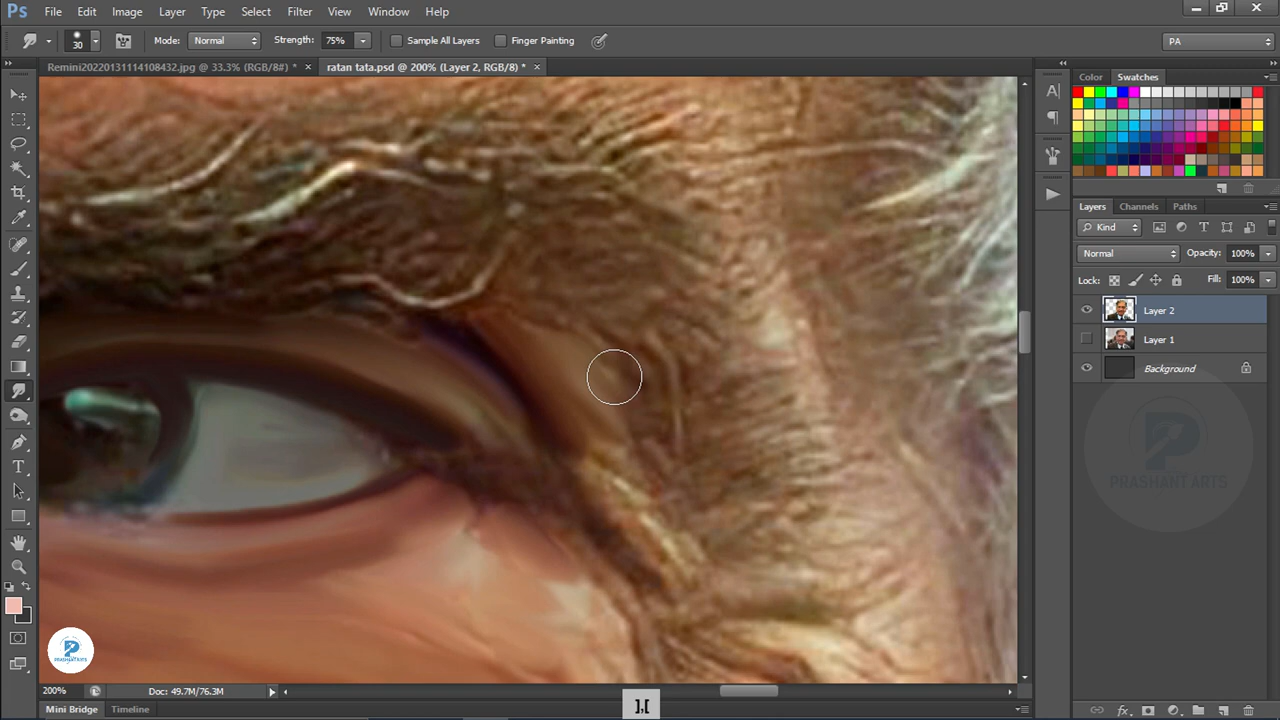 Ps File Edit Image Layer Type Select Filter View Window Help
30 Mode: Normal Strength: 75% Sample All Layers Finger Painting PA
Remini20220131114108432.jpg @ 33.3% (RGB/8#) * × ratan tata.psd @ 200% (Layer 2, RGB/8) * ×
Color Swatches
Layers Channels Paths
Kind
Normal Opacity: 100%
Lock: Fill: 100%
Layer 2
Layer 1
Background
PRASHANT ARTS
PRASHANT ARTS
200% Doc: 49.7M/76.3M
],[
Mini Bridge Timeline